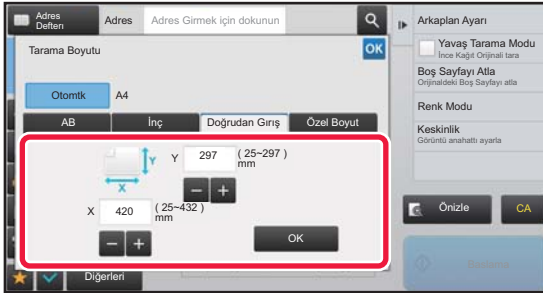 Adres Defteri
Adres
Adres Girmek için dokunun
Tarama Boyutu
OK
Otomtk
A4
AB
İnç
Doğrudan Giriş
Özel Boyut
Y
Y
297
( 25~297 )
mm
X
X
420
( 25~432 )
mm
OK
Diğerleri
Arkaplan Ayarı
Yavaş Tarama Modu
İnce Kağıt Orijinali tara
Boş Sayfayı Atla
Orijinaldeki Boş Sayfayı atla
Renk Modu
Keskinlik
Görüntü anahattı ayarla
Önizle
CA